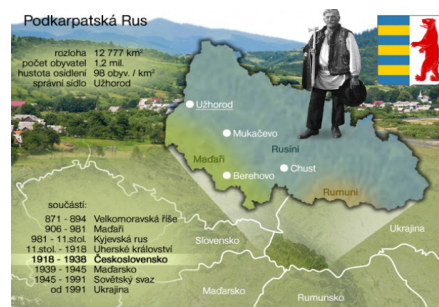 Podkarpatská Rus
rozloha 12 777 km²
počet obyvatel 1,2 mil.
hustota osídlení 98 obyv. / km²
správní sídlo Užhorod
Užhorod
Mukačevo
Rusíni
Maďaři
Berehovo
Chust
Rumuni
součástí:
871 - 894 Velkomoravská říše
906 - 981 Maďaři
981 - 11.stol. Kyjevska rus
11.stol. - 1918 Uherské království
1918 - 1938 Československo
1939 - 1945 Maďarsko
1945 - 1991 Sovětský svaz
od 1991 Ukrajina
Slovensko
Ukrajina
Maďarsko
Rumunsko